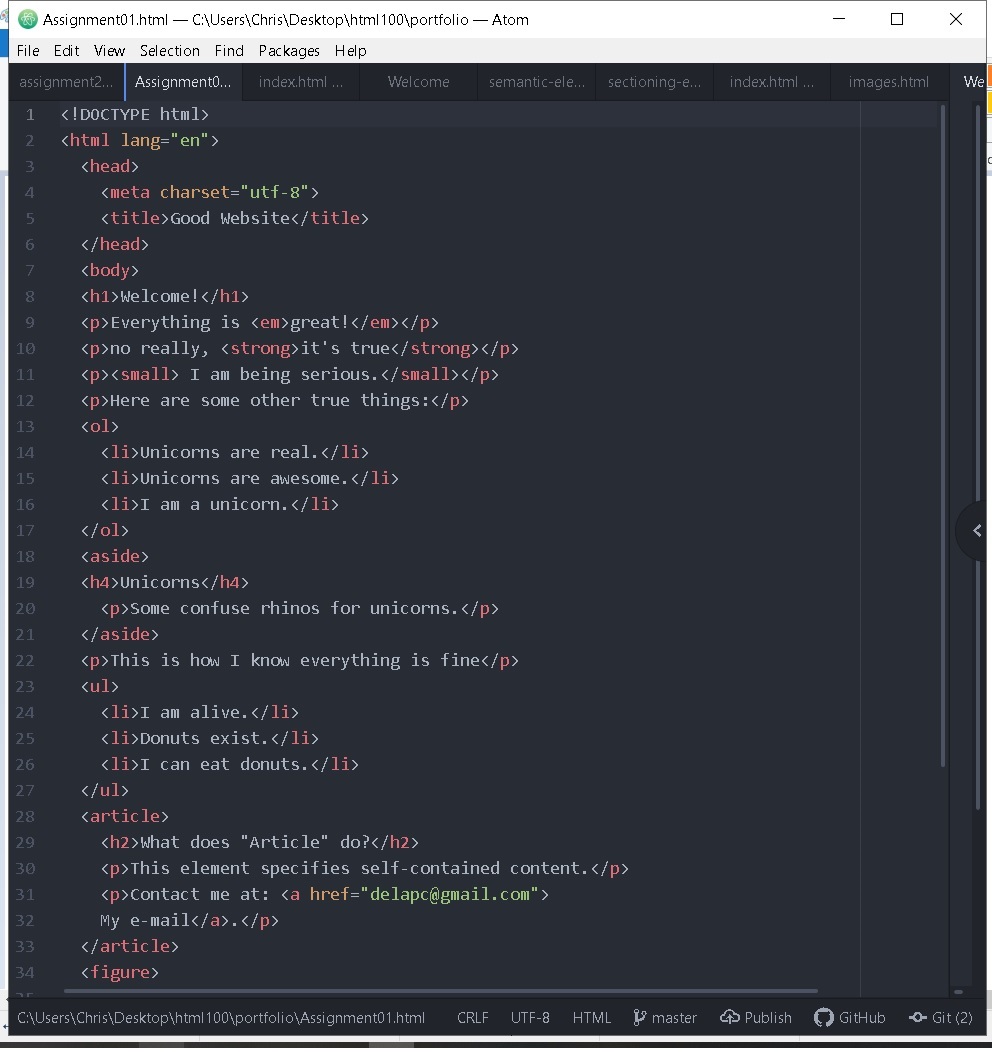 Assignment01.html — C:\Users\Chris\Desktop\html100\portfolio — Atom
File Edit View Selection Find Packages Help
assignment2... Assignment0... index.html ... Welcome semantic-ele... sectioning-e... index.html ... images.html We
1 <!DOCTYPE html>
2 <html lang="en">
3 <head>
4 <meta charset="utf-8">
5 <title>Good Website</title>
6 </head>
7 <body>
8 <h1>Welcome!</h1>
9 <p>Everything is <em>great!</em></p>
10 <p>no really, <strong>it's true</strong></p>
11 <p><small> I am being serious.</small></p>
12 <p>Here are some other true things:</p>
13 <ol>
14 <li>Unicorns are real.</li>
15 <li>Unicorns are awesome.</li>
16 <li>I am a unicorn.</li>
17 </ol>
18 <aside>
19 <h4>Unicorns</h4>
20 <p>Some confuse rhinos for unicorns.</p>
21 </aside>
22 <p>This is how I know everything is fine</p>
23 <ul>
24 <li>I am alive.</li>
25 <li>Donuts exist.</li>
26 <li>I can eat donuts.</li>
27 </ul>
28 <article>
29 <h2>What does "Article" do?</h2>
30 <p>This element specifies self-contained content.</p>
31 <p>Contact me at: <a href="delapc@gmail.com">
32 My e-mail</a>.</p>
33 </article>
34 <figure>
C:\Users\Chris\Desktop\html100\portfolio\Assignment01.html CRLF UTF-8 HTML master Publish GitHub Git (2)